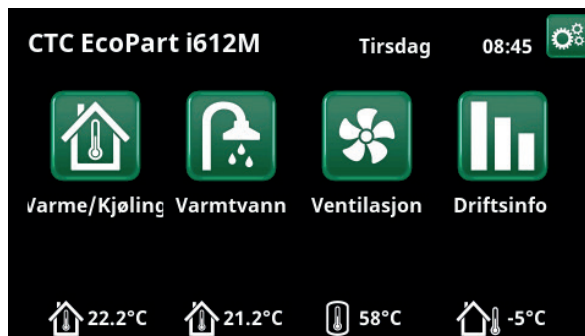 CTC EcoPart i612M Tirsdag 08:45
Varme/Kjøling Varmtvann Ventilasjon Driftsinfo
22.2°C 21.2°C 58°C -5°C